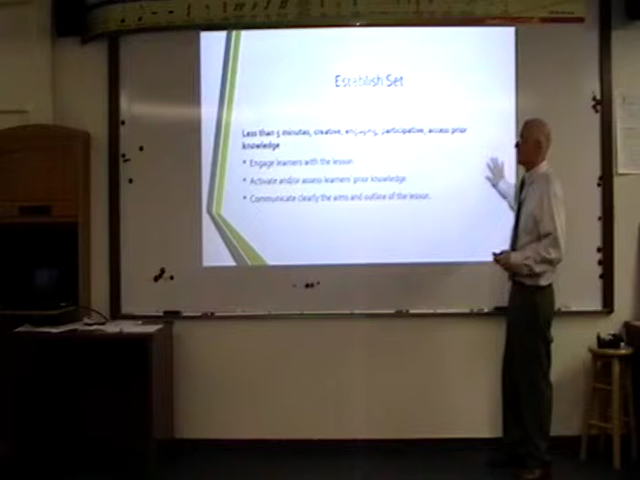 Establish Set
Less than 5 minutes, creative, engaging, participative, access prior
knowledge
• Engage learners with the lesson
• Activate and/or assess learners' prior knowledge.
• Communicate clearly the aims and outline of the lesson.